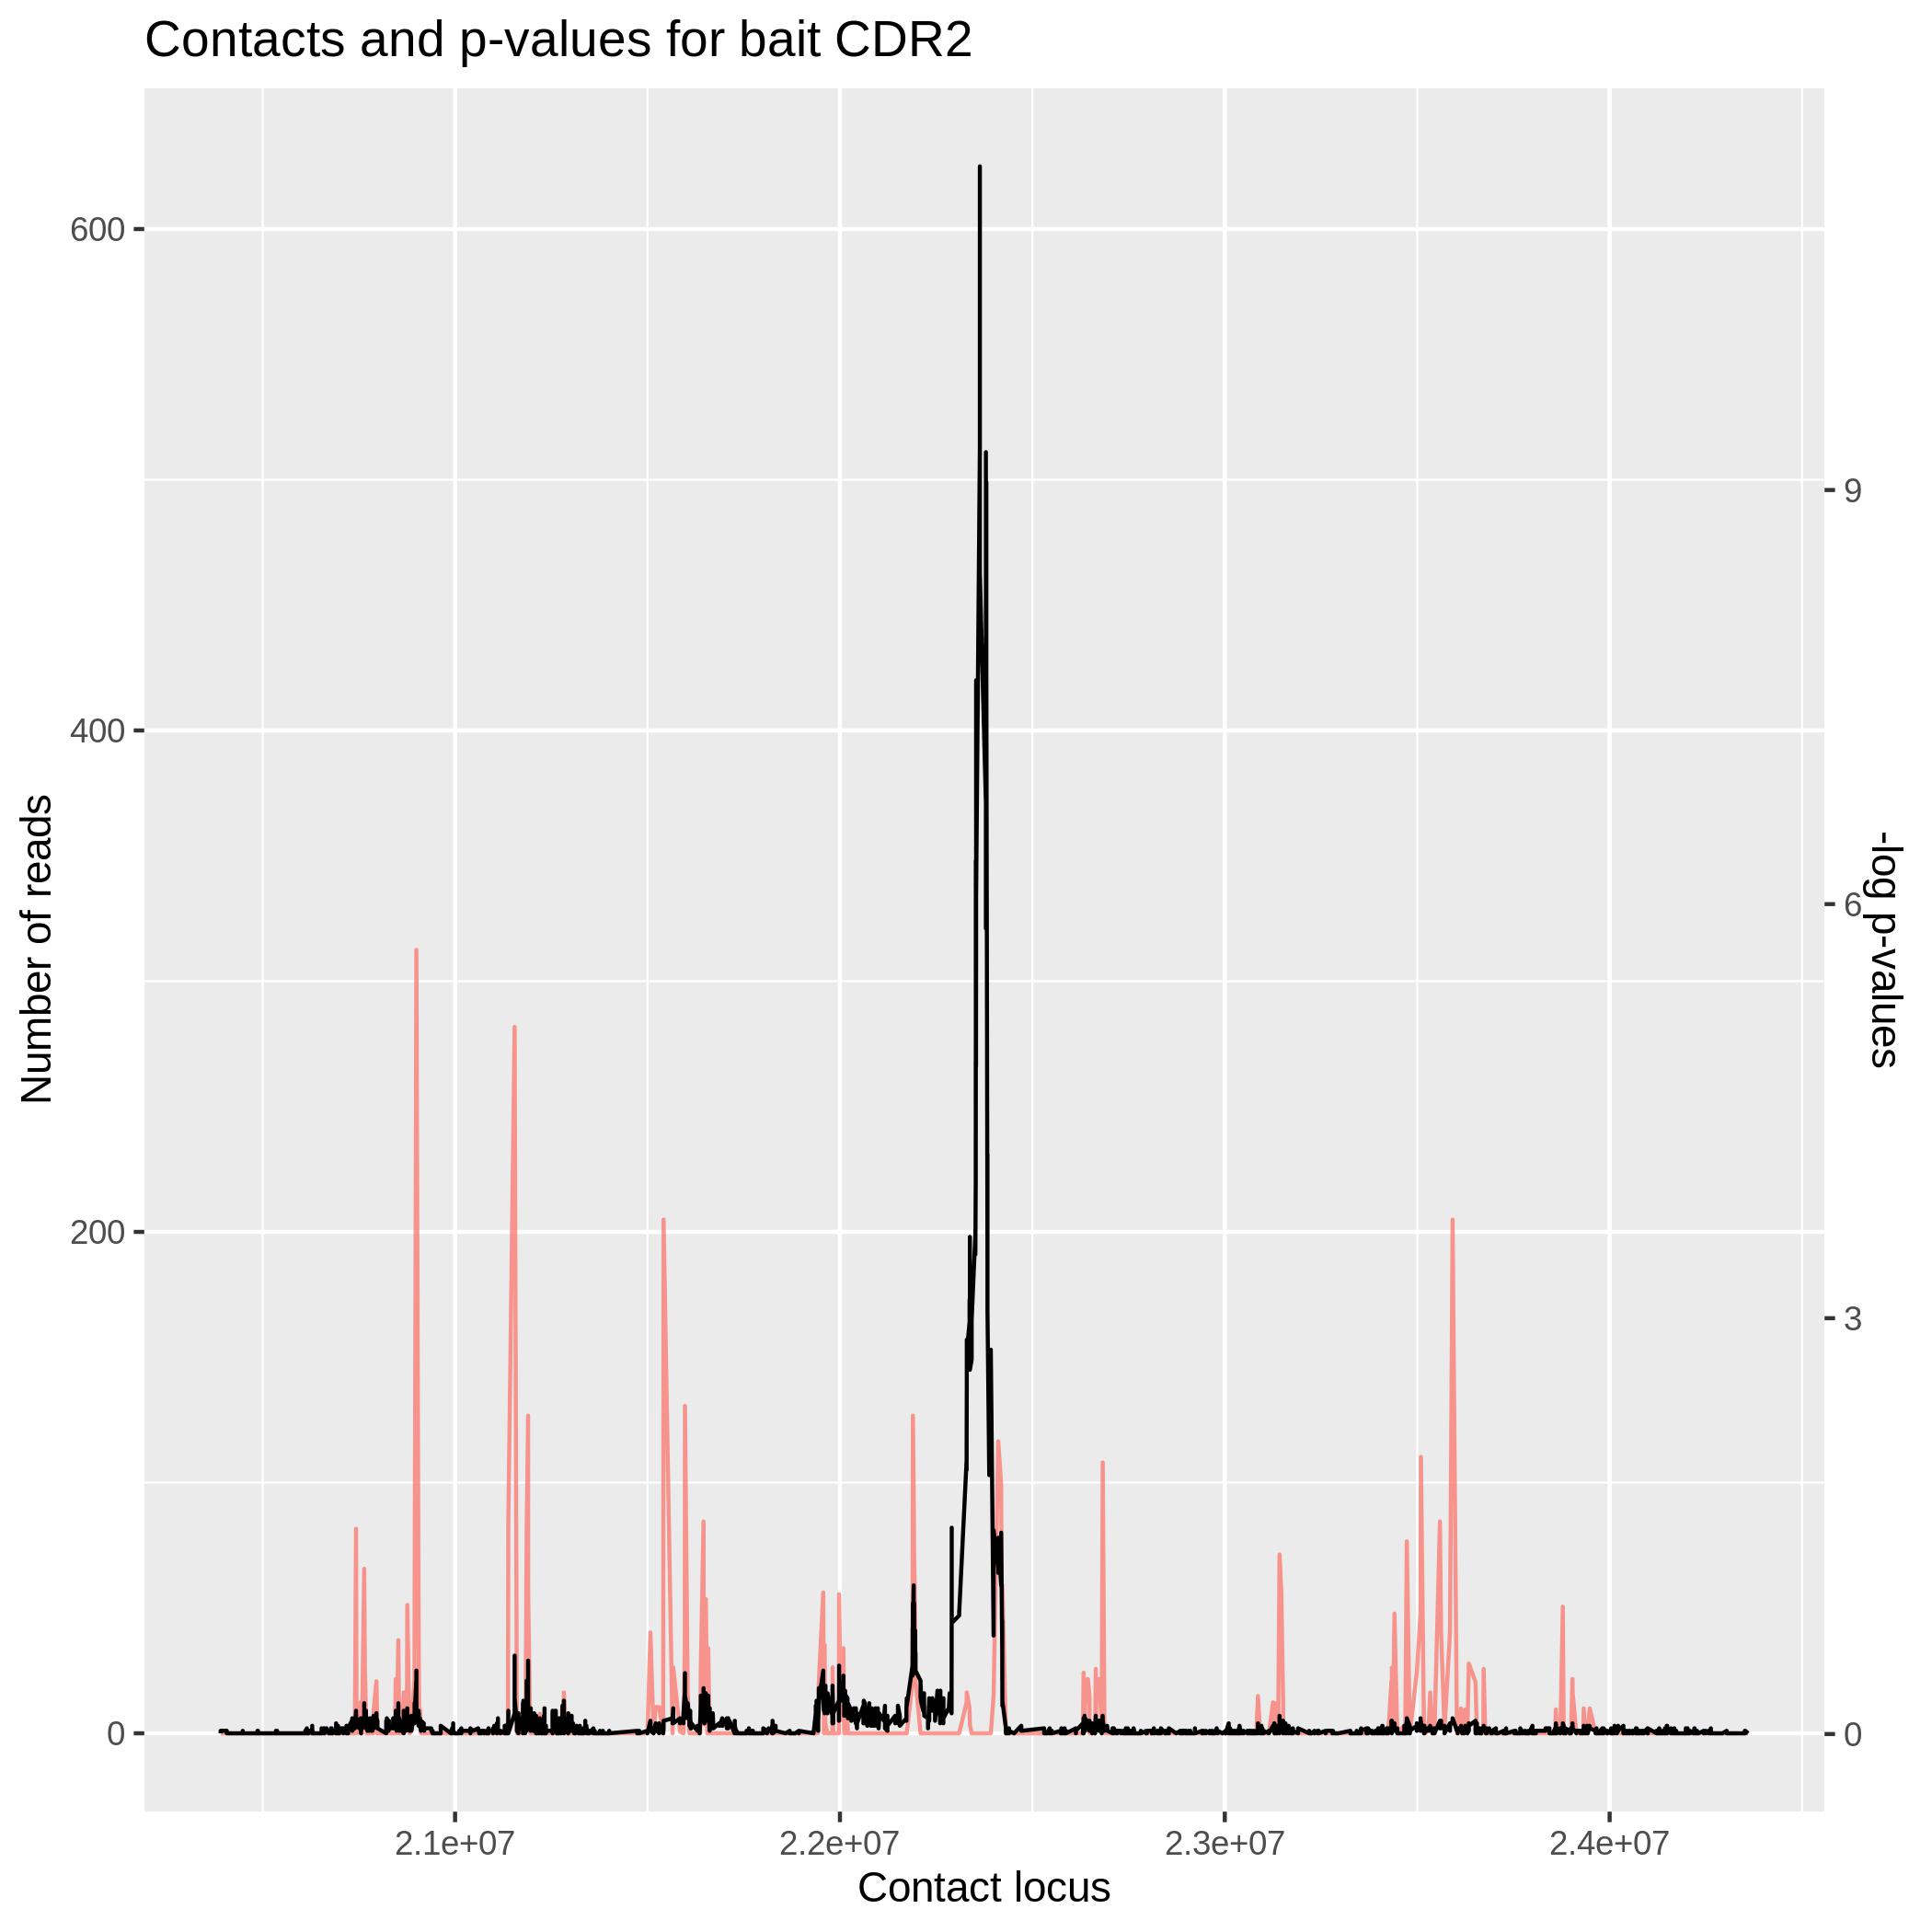 Contacts and p-values for bait CDR2
600
400
200
0
9
6
3
0
Number of reads
-log p-values
2.1e+07 2.2e+07 2.3e+07 2.4e+07
Contact locus